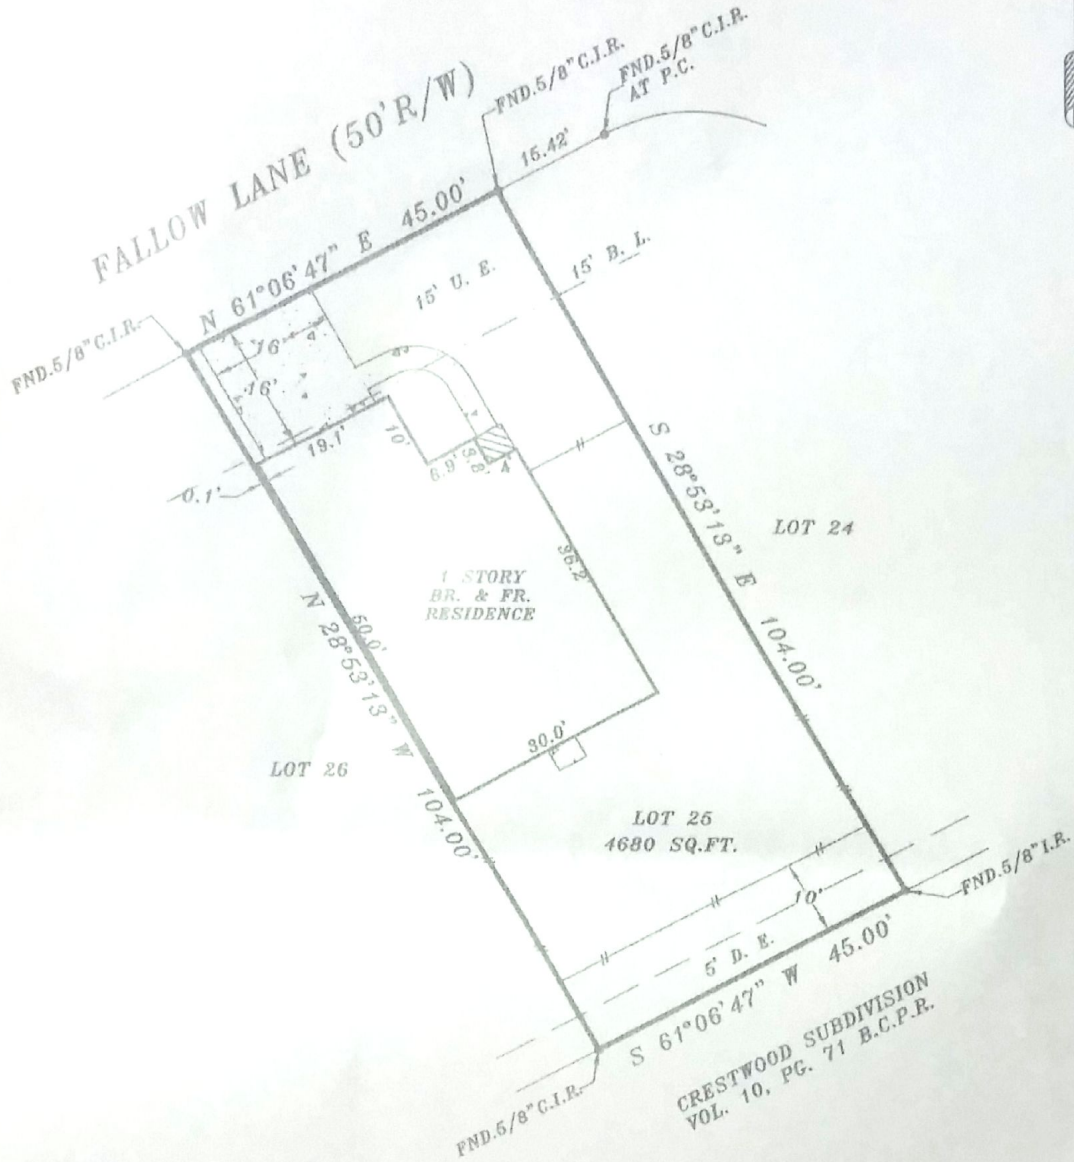 FND.5/8"C.I.R.
FND.5/8"C.I.R.
AT P.C.
FALLOW LANE (50'R/W)
15.42'
N 61°06'47" E 45.00'
15' U. E.
15' B. L.
FND.5/8"C.I.R.
16'
16'
19.1'
10'
6.9'
3.8'
4'
0.1'
S 28°53'13" E 104.00'
LOT 24
36.2'
1 STORY
BR. & FR.
RESIDENCE
50.0'
N 28°53'13" W 104.00'
30.0'
LOT 26
LOT 25
4680 SQ.FT.
10'
FND.5/8"I.R.
5' D. E.
S 61°06'47" W 45.00'
CRESTWOOD SUBDIVISION
VOL. 10, PG. 71 B.C.P.R.
FND.5/8"C.I.R.